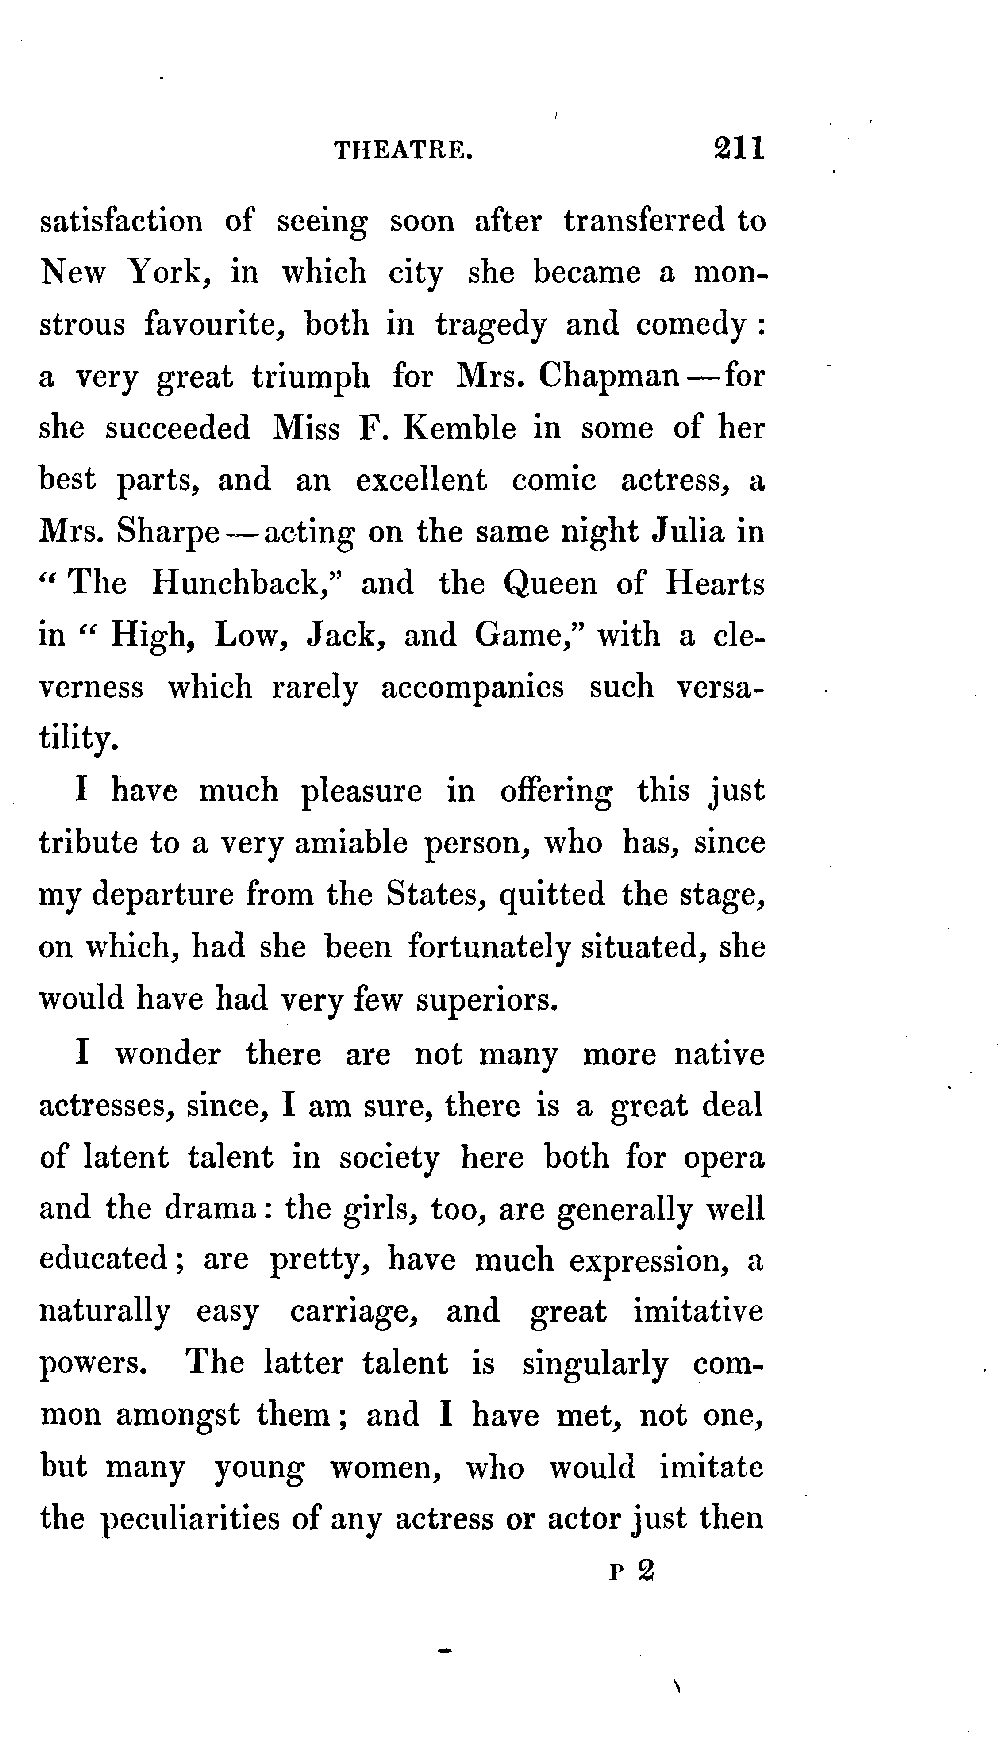 THEATRE. 211
satisfaction of seeing soon after transferred to
New York, in which city she became a mon-
strous favourite, both in tragedy and comedy :
a very great triumph for Mrs. Chapman — for
she succeeded Miss F. Kemble in some of her
best parts, and an excellent comic actress, a
Mrs. Sharpe — acting on the same night Julia in
“ The Hunchback,” and the Queen of Hearts
in “ High, Low, Jack, and Game,” with a cle-
verness which rarely accompanies such versa-
tility.
I have much pleasure in offering this just
tribute to a very amiable person, who has, since
my departure from the States, quitted the stage,
on which, had she been fortunately situated, she
would have had very few superiors.
I wonder there are not many more native
actresses, since, I am sure, there is a great deal
of latent talent in society here both for opera
and the drama : the girls, too, are generally well
educated ; are pretty, have much expression, a
naturally easy carriage, and great imitative
powers. The latter talent is singularly com-
mon amongst them ; and I have met, not one,
but many young women, who would imitate
the peculiarities of any actress or actor just then
P 2